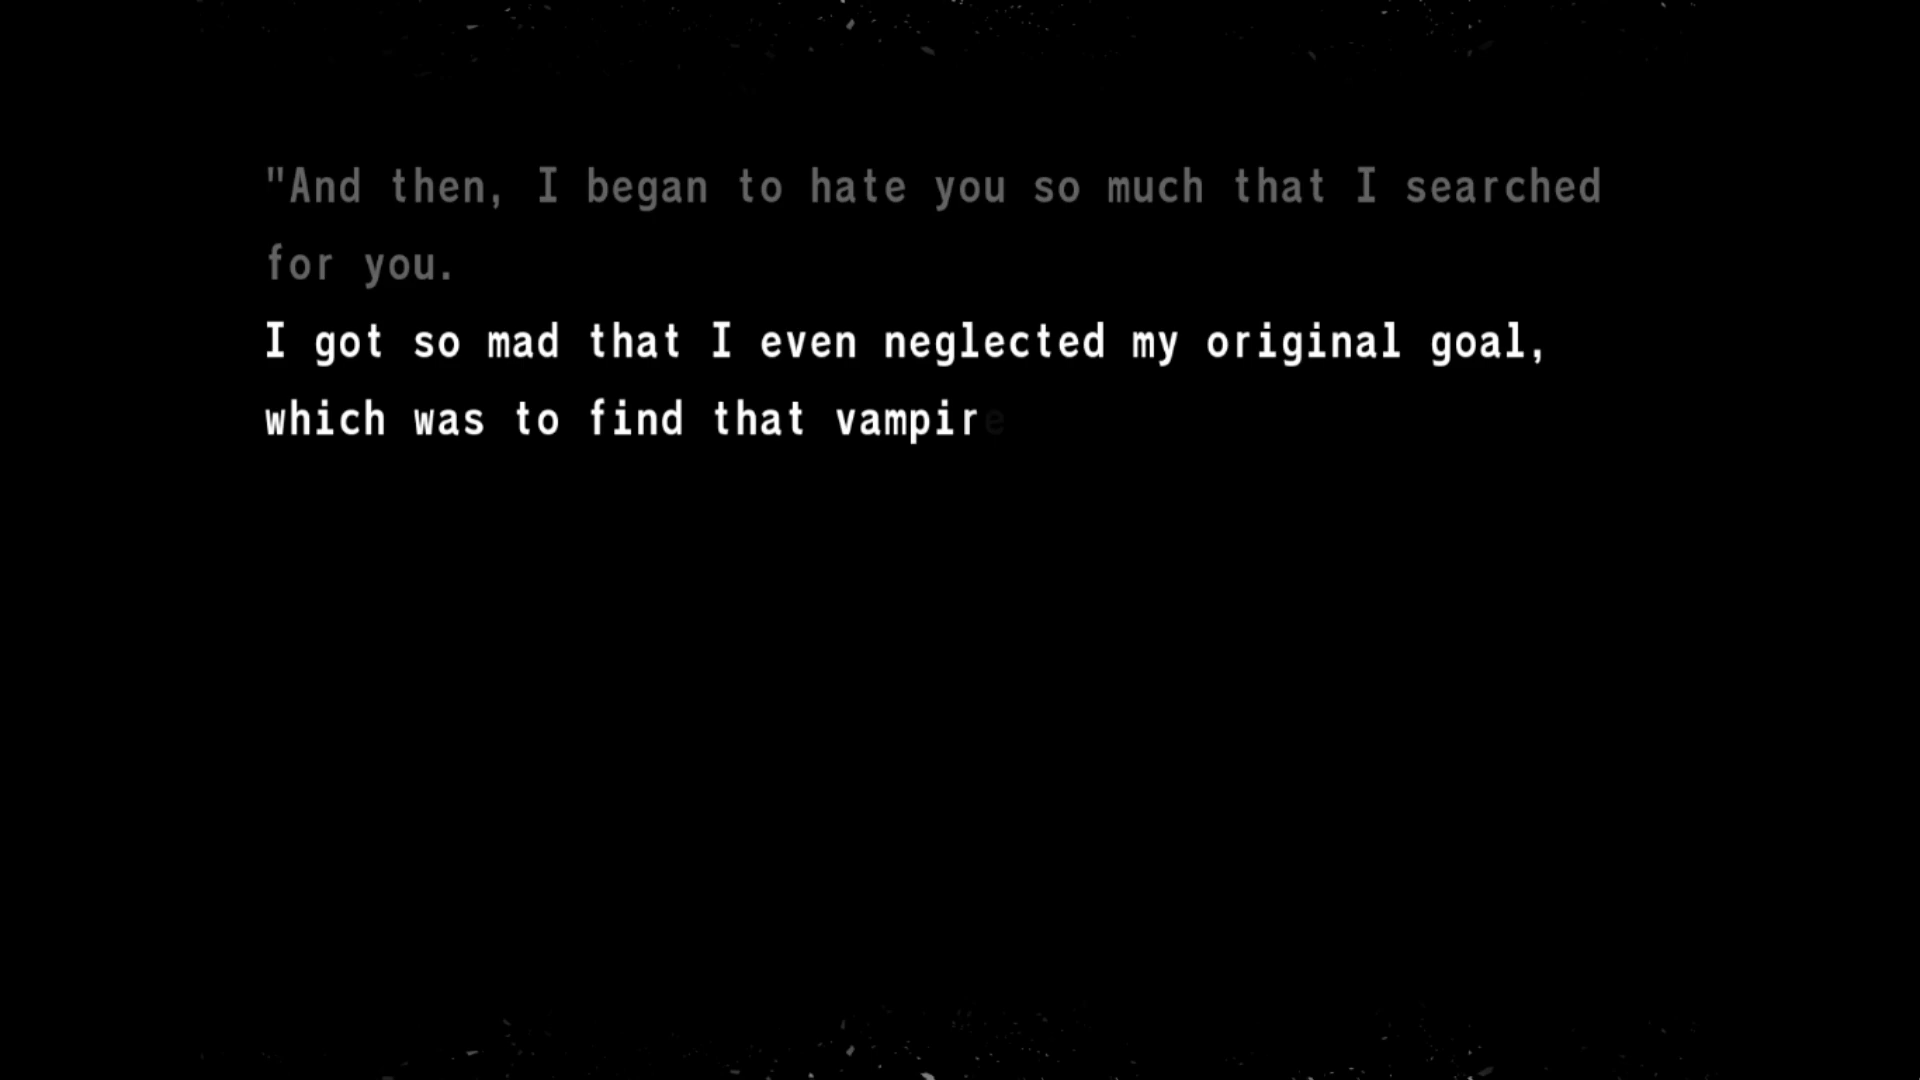 "And then, I began to hate you so much that I searched
for you.
I got so mad that I even neglected my original goal,
which was to find that vampire